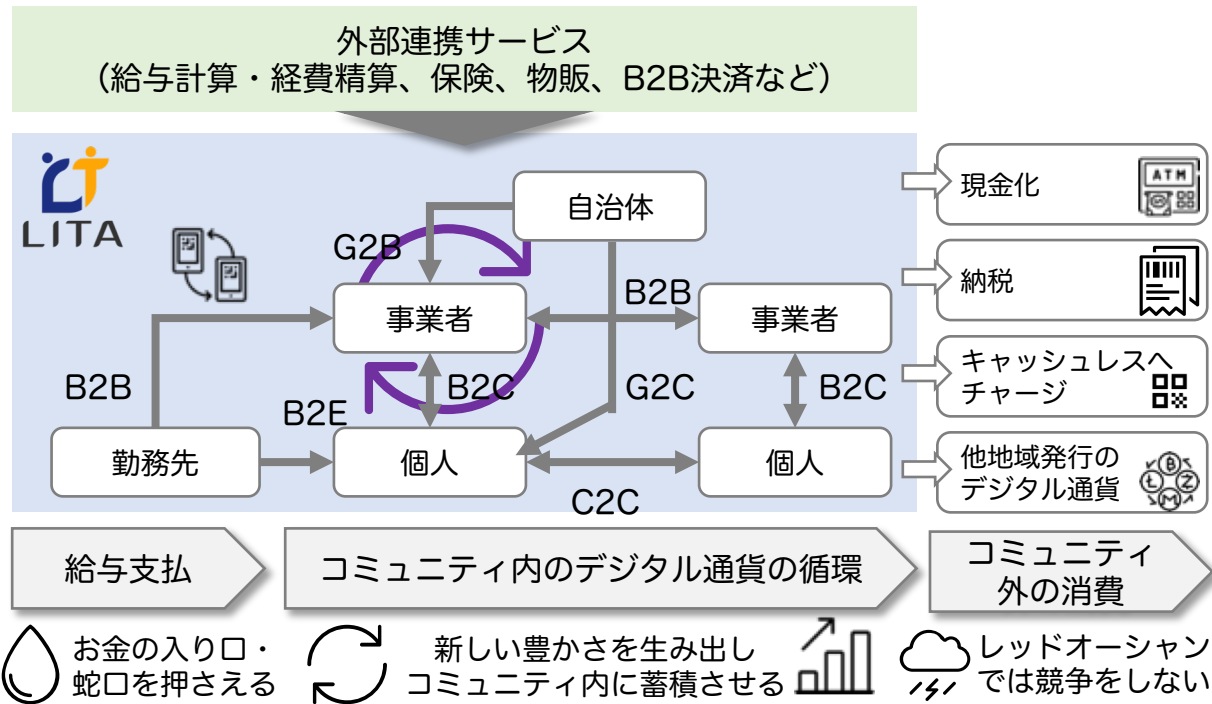 外部連携サービス
（給与計算・経費精算、保険、物販、B2B決済など）
LITA
自治体
G2B
事業者
B2B
事業者
B2B
B2E
B2C
G2C
B2C
勤務先
個人
個人
C2C
現金化
ATM
納税
キャッシュレスへ
チャージ
他地域発行の
デジタル通貨
給与支払
コミュニティ内のデジタル通貨の循環
コミュニティ
外の消費
お金の入り口・
蛇口を押さえる
新しい豊かさを生み出し
コミュニティ内に蓄積させる
レッドオーシャン
では競争をしない